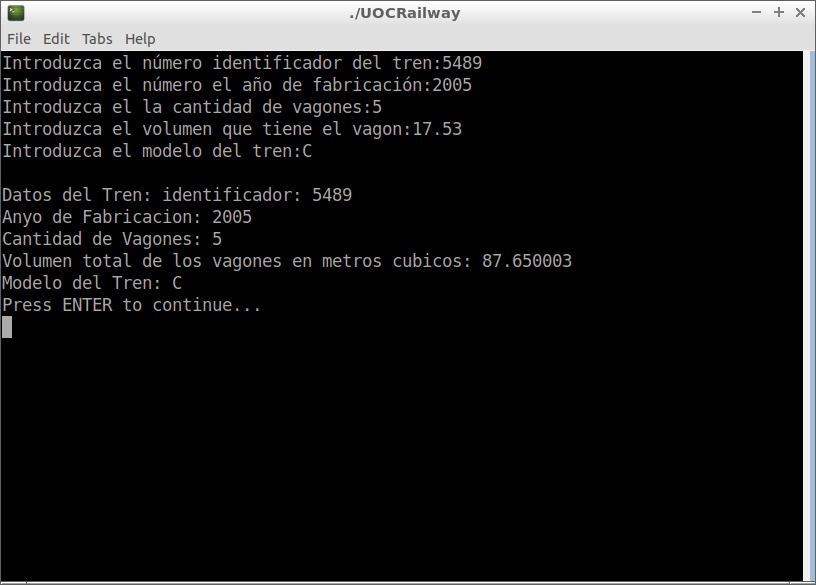 ./UOCRailway
File Edit Tabs Help
Introduzca el número identificador del tren:5489
Introduzca el número el año de fabricación:2005
Introduzca el la cantidad de vagones:5
Introduzca el volumen que tiene el vagon:17.53
Introduzca el modelo del tren:C
Datos del Tren: identificador: 5489
Anyo de Fabricacion: 2005
Cantidad de Vagones: 5
Volumen total de los vagones en metros cubicos: 87.650003
Modelo del Tren: C
Press ENTER to continue...